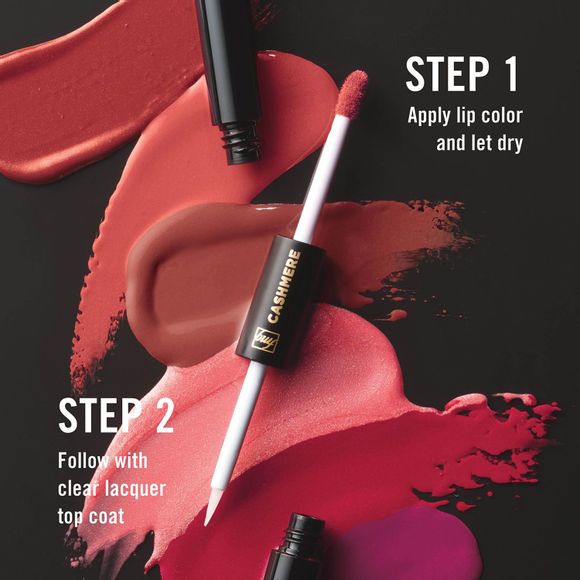 STEP 1
Apply lip color
and let dry
CASHMERE
STEP 2
Follow with
clear lacquer
top coat